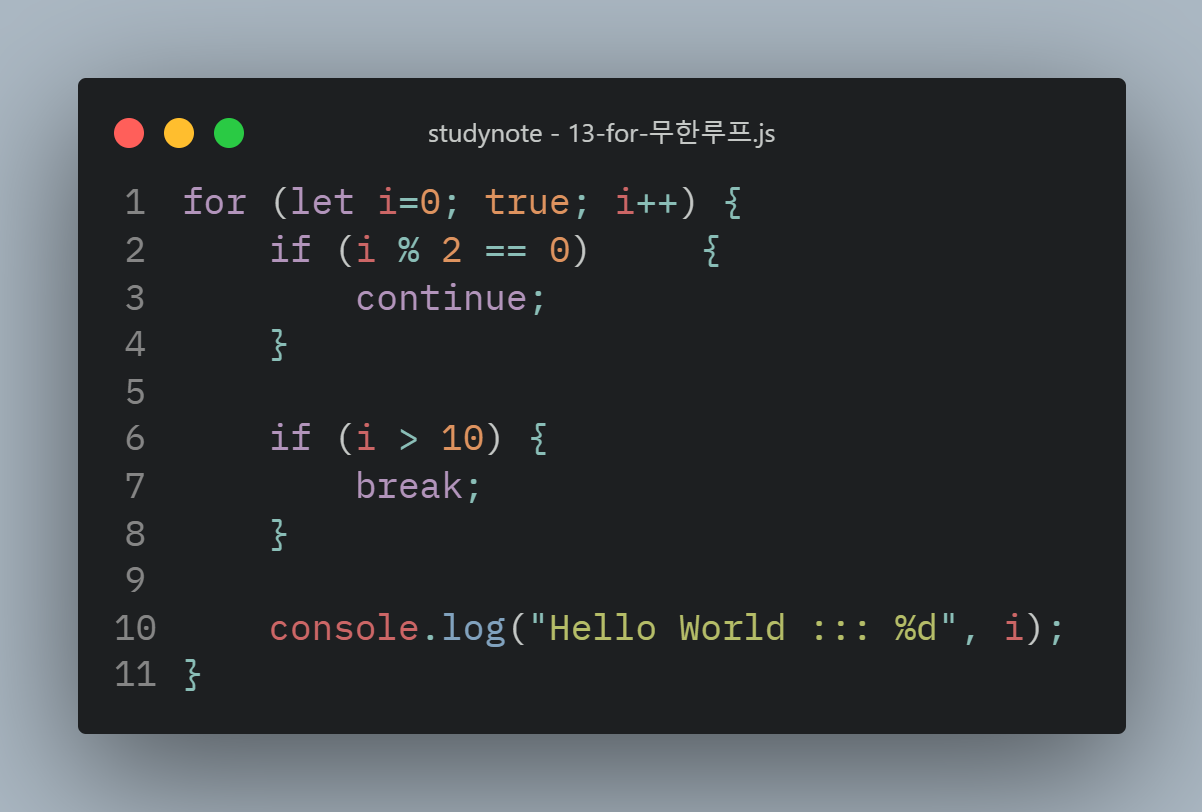 studynote - 13-for-무한루프.js
1 for (let i=0; true; i++) {
2     if (i % 2 == 0)     {
3         continue;
4     }
5
6     if (i > 10) {
7         break;
8     }
9
10     console.log("Hello World ::: %d", i);
11 }